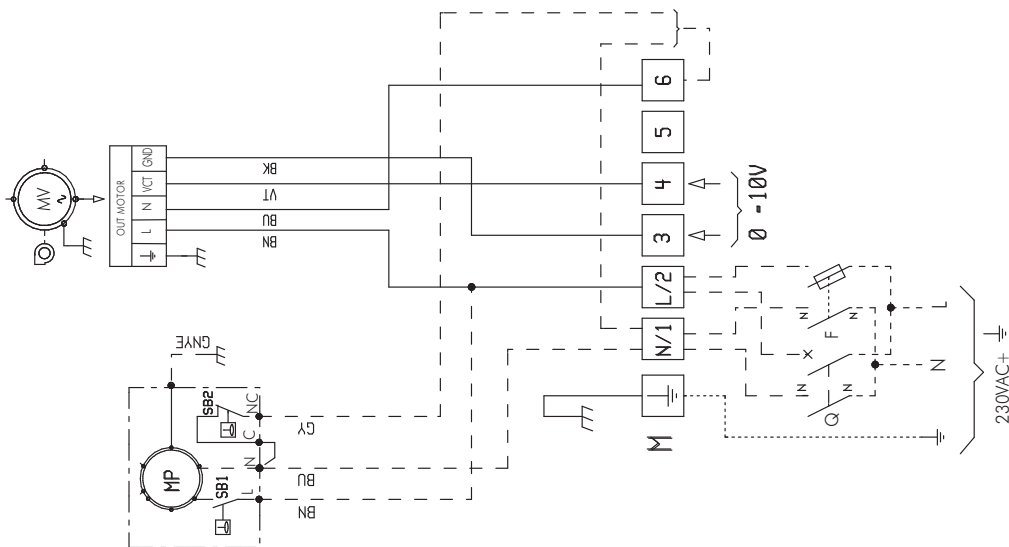 MV
OUT MOTOR
L
N
VCT
GND
BK
VT
BU
BN
6
5
4
3
0 -10V
L/2
N/1
M
GNYE
MP
SB1
SB2
L
N
C
NC
GY
BU
BN
N
N
F
IN
N
Q
L
N
230VAC+